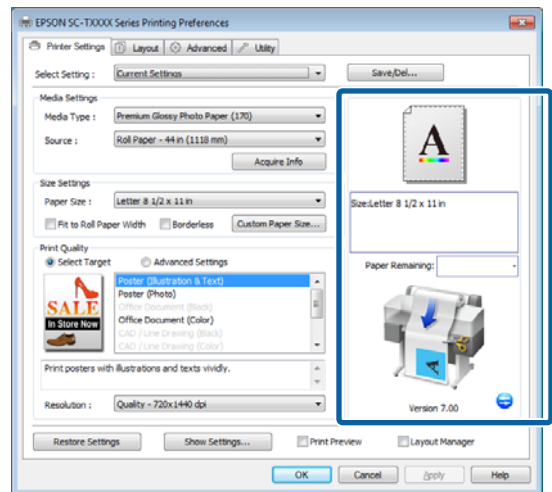 EPSON SC-TXXXX Series Printing Preferences
Printer Settings Layout Advanced Utility
Select Setting : Current Settings Save/Del...
Media Settings
Media Type : Premium Glossy Photo Paper (170)
Source : Roll Paper - 44 in (1118 mm)
Acquire Info
A
Size Settings
Paper Size : Letter 8 1/2 x 11 in
Size:Letter 8 1/2 x 11 in
Fit to Roll Paper Width Borderless Custom Paper Size...
Print Quality
Select Target Advanced Settings
Paper Remaining: -
SALE
In Store Now
Poster (Illustration & Text)
Poster (Photo)
Office Document (Black)
Office Document (Color)
CAD / Line Drawing (Black)
CAD / Line Drawing (Color)
A
Print posters with illustrations and texts vividly.
Resolution : Quality - 720x1440 dpi
Version 7.00
Restore Settings Show Settings... Print Preview Layout Manager
OK Cancel Apply Help